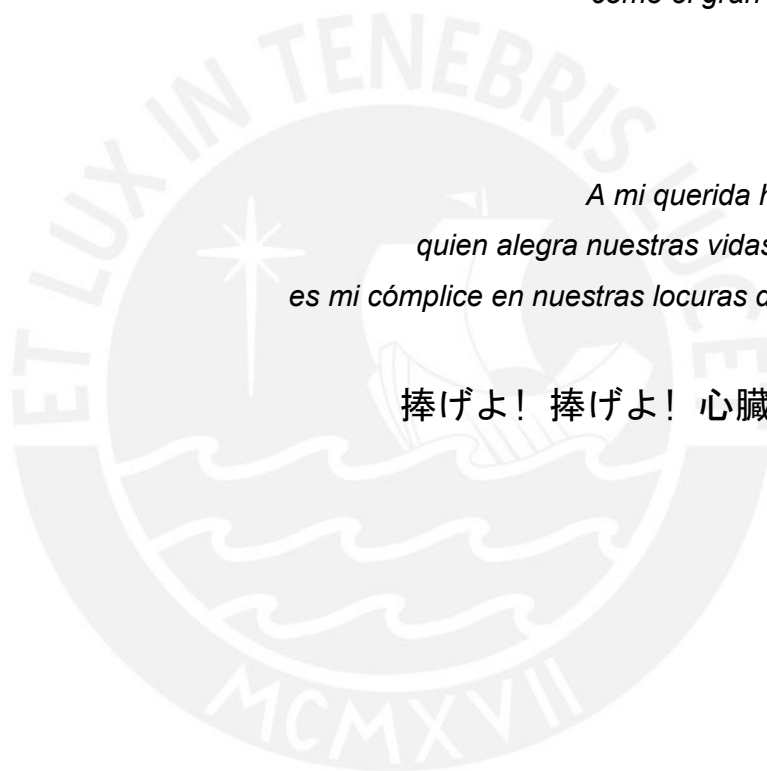 como el gran
A mi querida
quien alegra nuestras vidas
es mi cómplice en nuestras locuras
捧げよ！ 捧げよ！ 心臓
ET LUX IN TENEBRIS LUCET
MCMXVII